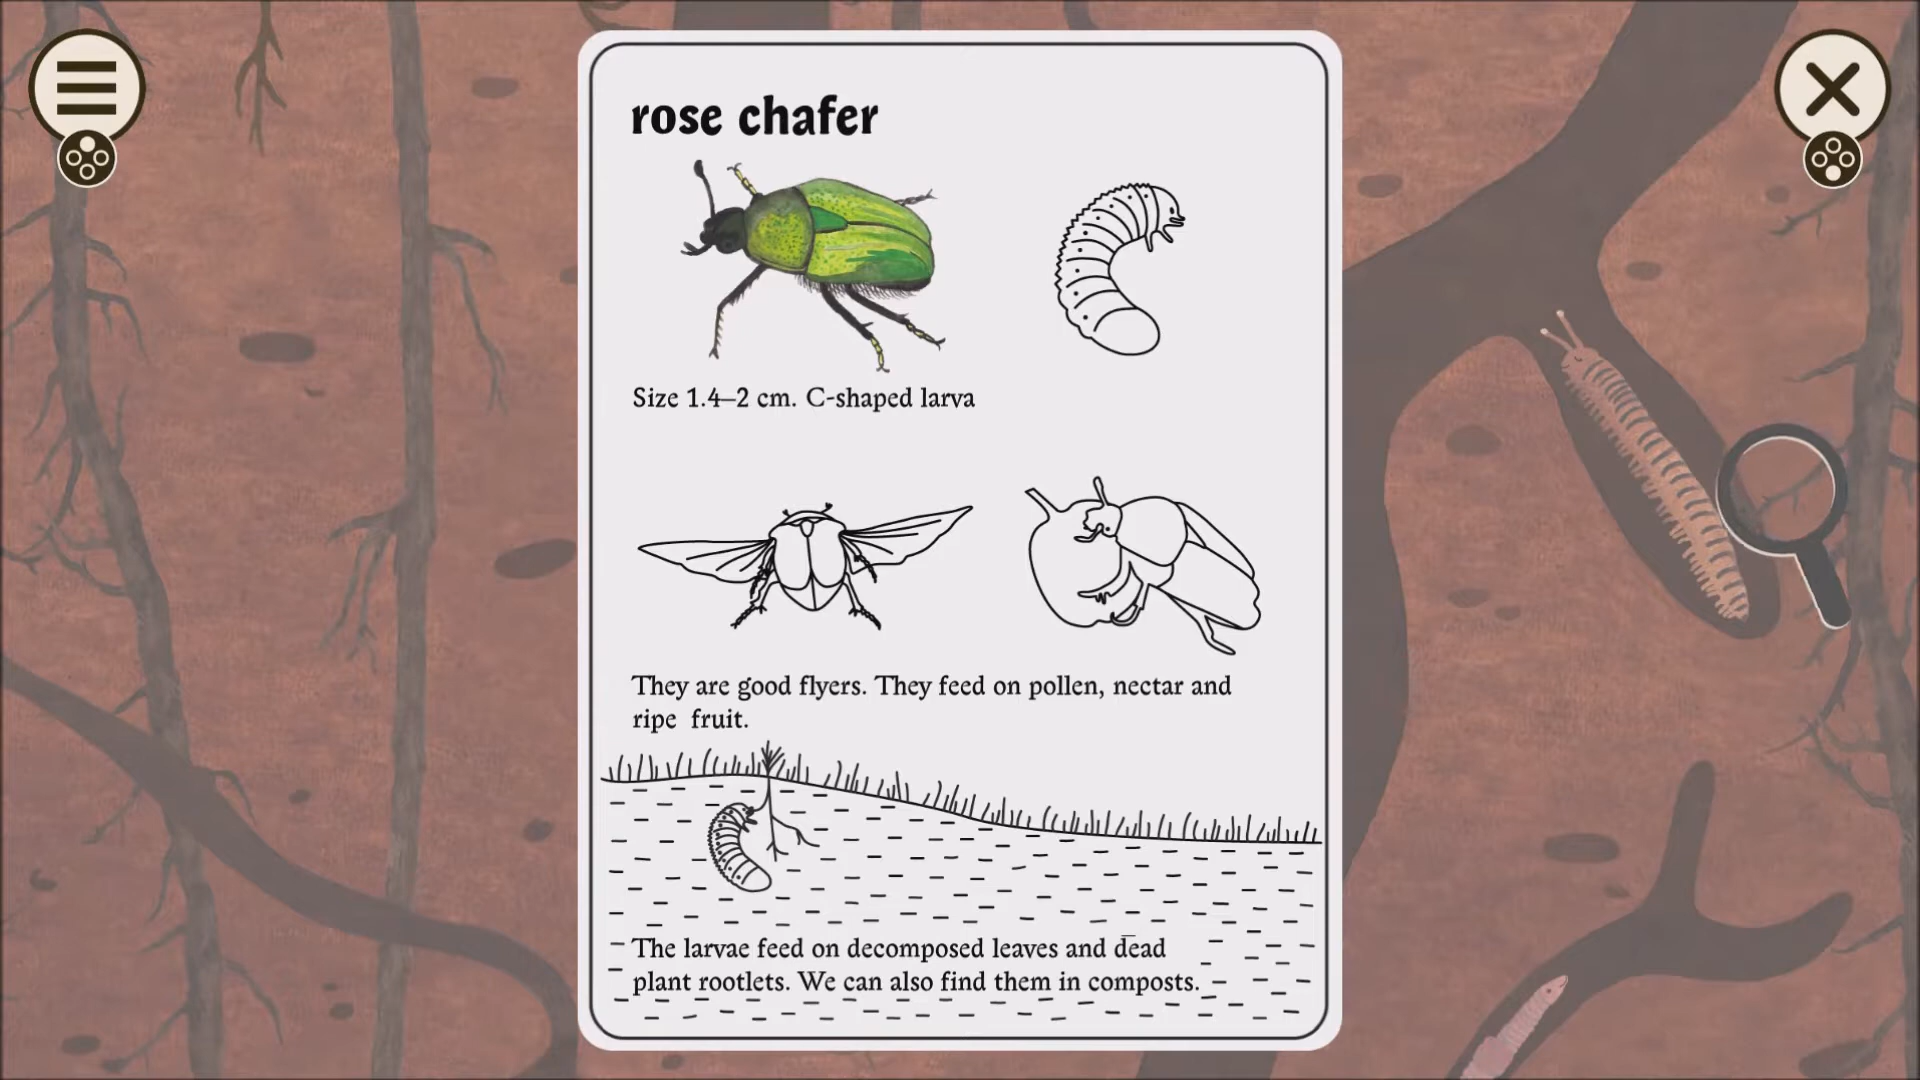 rose chafer
Size 1.4–2 cm. C-shaped larva
They are good flyers. They feed on pollen, nectar and
ripe fruit.
The larvae feed on decomposed leaves and dead
plant rootlets. We can also find them in composts.